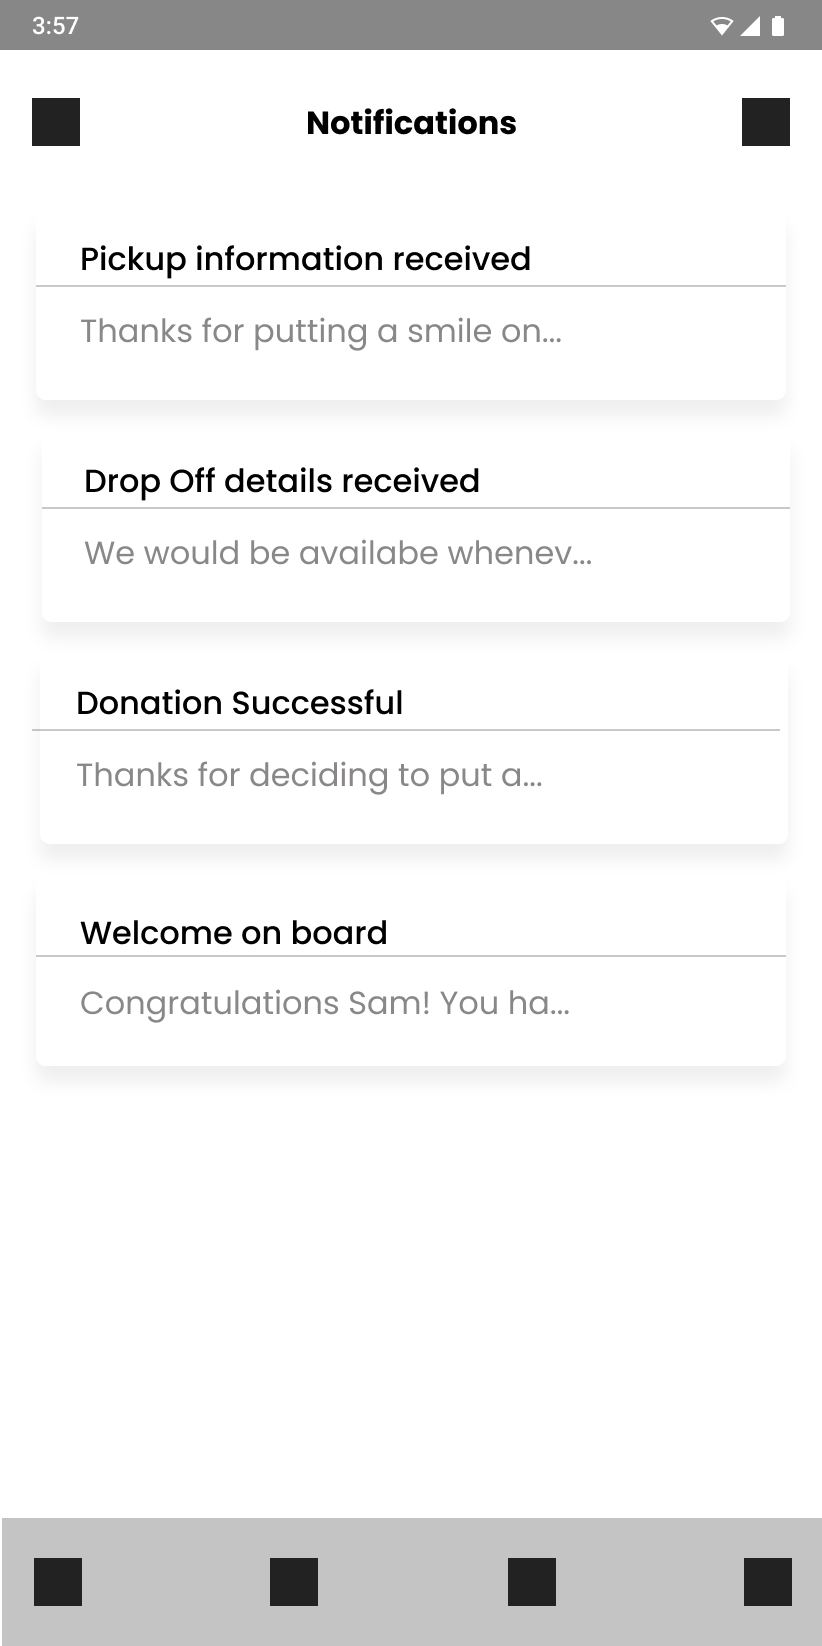 3:57
Notifications
Pickup information received
Thanks for putting a smile on...
Drop Off details received
We would be availabe whenev...
Donation Successful
Thanks for deciding to put a...
Welcome on board
Congratulations Sam! You ha...